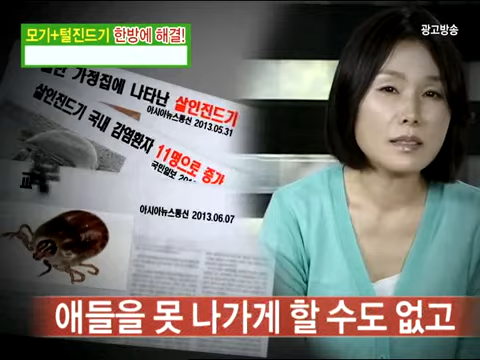 모기+털진드기 한방에 해결!
광고방송
가정집에 나타난 살인진드기
아시아뉴스통신 2013.05.31
살인진드기 국내 감염환자 11명으로 증가
국민일보
아시아뉴스통신 2013.06.07
애들을 못 나가게 할 수도 없고